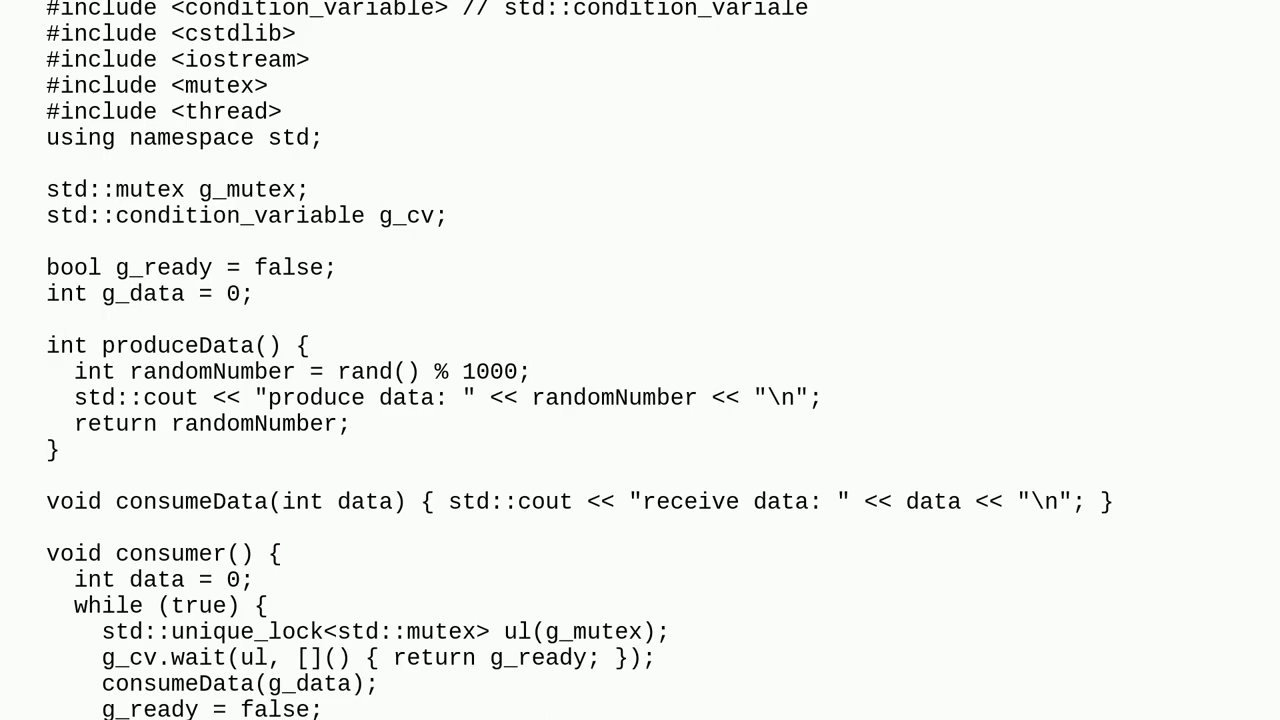 #include <condition_variable> // std::condition_variale
#include <cstdlib>
#include <iostream>
#include <mutex>
#include <thread>
using namespace std;

std::mutex g_mutex;
std::condition_variable g_cv;

bool g_ready = false;
int g_data = 0;

int produceData() {
  int randomNumber = rand() % 1000;
  std::cout << "produce data: " << randomNumber << "\n";
  return randomNumber;
}

void consumeData(int data) { std::cout << "receive data: " << data << "\n"; }

void consumer() {
  int data = 0;
  while (true) {
    std::unique_lock<std::mutex> ul(g_mutex);
    g_cv.wait(ul, []() { return g_ready; });
    consumeData(g_data);
    g_ready = false;